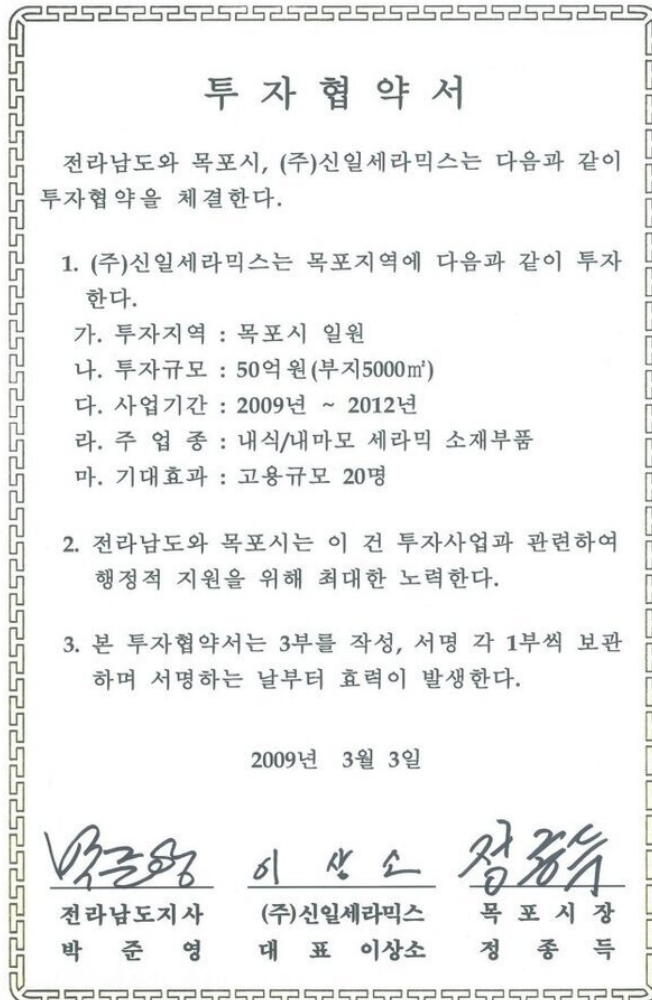 투자협약서
전라남도와 목포시, (주)신일세라믹스는 다음과 같이
투자협약을 체결한다.
1. (주)신일세라믹스는 목포지역에 다음과 같이 투자
한다.
가. 투자지역 : 목포시 일원
나. 투자규모 : 50억원(부지5000㎡)
다. 사업기간 : 2009년 ~ 2012년
라. 주 업 종 : 내식/내마모 세라믹 소재부품
마. 기대효과 : 고용규모 20명
2. 전라남도와 목포시는 이 건 투자사업과 관련하여
행정적 지원을 위해 최대한 노력한다.
3. 본 투자협약서는 3부를 작성, 서명 각 1부씩 보관
하며 서명하는 날부터 효력이 발생한다.
2009년 3월 3일
이상소
전라남도지사 (주)신일세라믹스 목포시장
박준영 대표 이상소 정종득